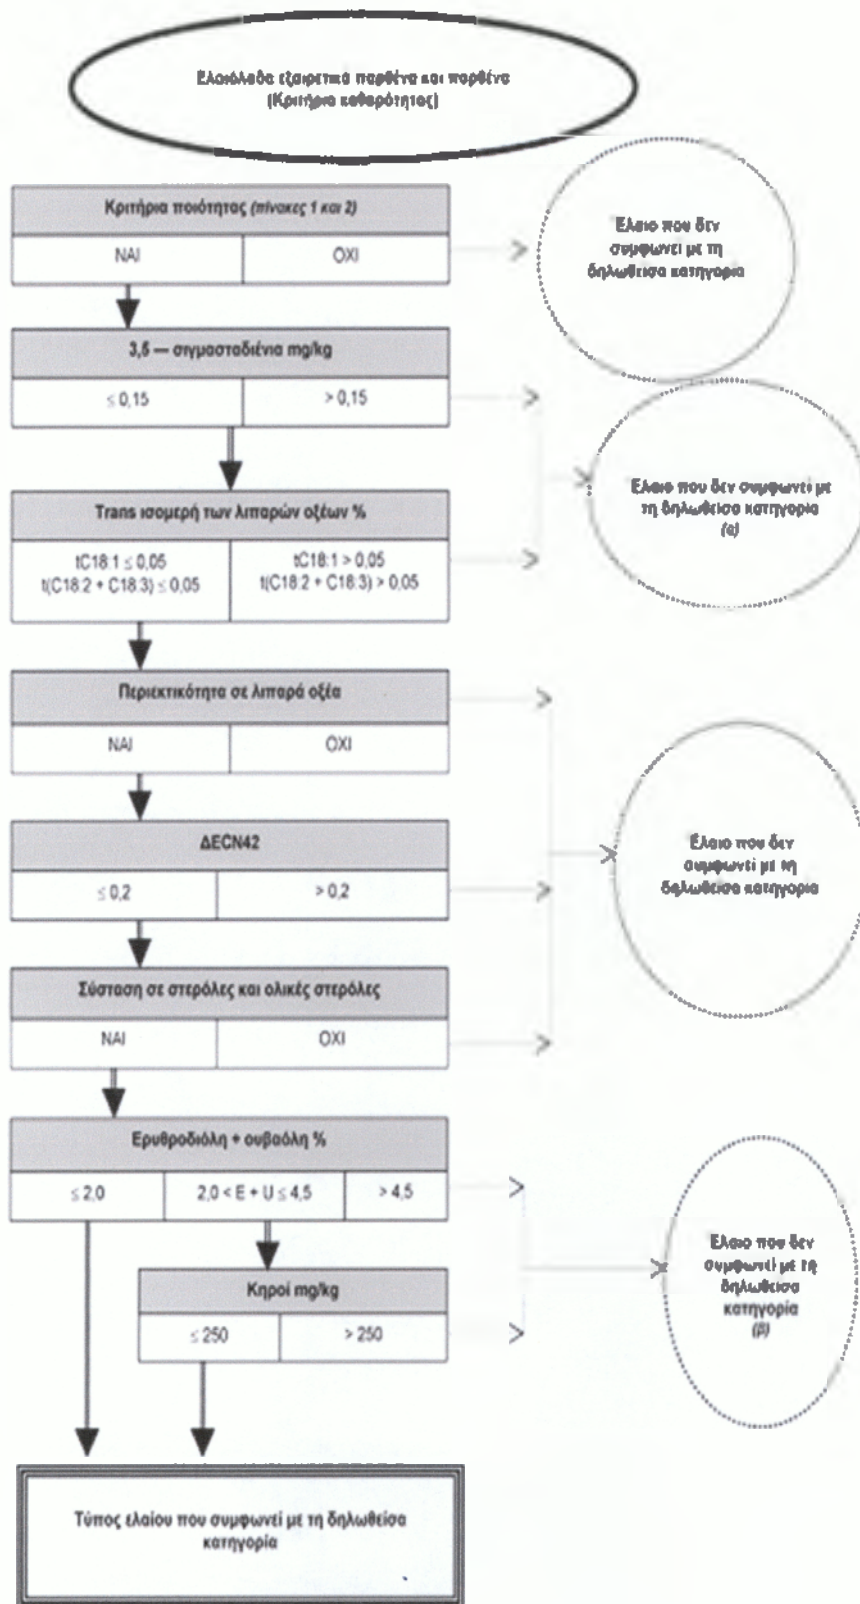 Ελαιόλαδα εξαιρετικά παρθένα και παρθένα
(Κριτήρια καθαρότητας)
Κριτήρια ποιότητας (πίνακες 1 και 2)
ΝΑΙ ΟΧΙ
Έλαιο που δεν
συμφωνεί με τη
δηλωθείσα κατηγορία
3,5 — σιγμασταδιένια mg/kg
≤ 0,15 > 0,15
Έλαιο που δεν συμφωνεί με
τη δηλωθείσα κατηγορία
(α)
Trans ισομερή των λιπαρών οξέων %
tC18:1 ≤ 0,05 tC18:1 > 0,05
t(C18:2 + C18:3) ≤ 0,05 t(C18:2 + C18:3) > 0,05
Περιεκτικότητα σε λιπαρά οξέα
ΝΑΙ ΟΧΙ
ΔECN42
≤ 0,2 > 0,2
Έλαιο που δεν
συμφωνεί με τη
δηλωθείσα κατηγορία
Σύσταση σε στερόλες και ολικές στερόλες
ΝΑΙ ΟΧΙ
Ερυθροδιόλη + ουβαόλη %
≤ 2,0 2,0 < E + U ≤ 4,5 > 4,5
Έλαιο που δεν
συμφωνεί με τη
δηλωθείσα
κατηγορία
(β)
Κηροί mg/kg
≤ 250 > 250
Τύπος ελαίου που συμφωνεί με τη δηλωθείσα
κατηγορία